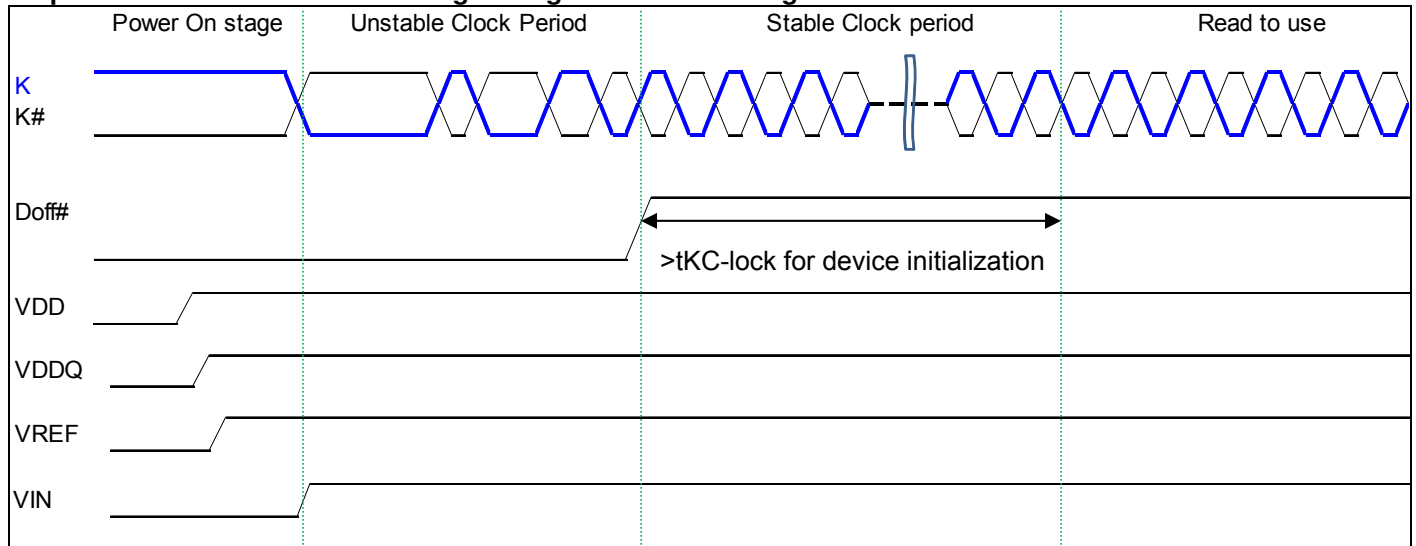 Power On stage Unstable Clock Period Stable Clock period Read to use
K
K#
Doff#
>tKC-lock for device initialization
VDD
VDDQ
VREF
VIN